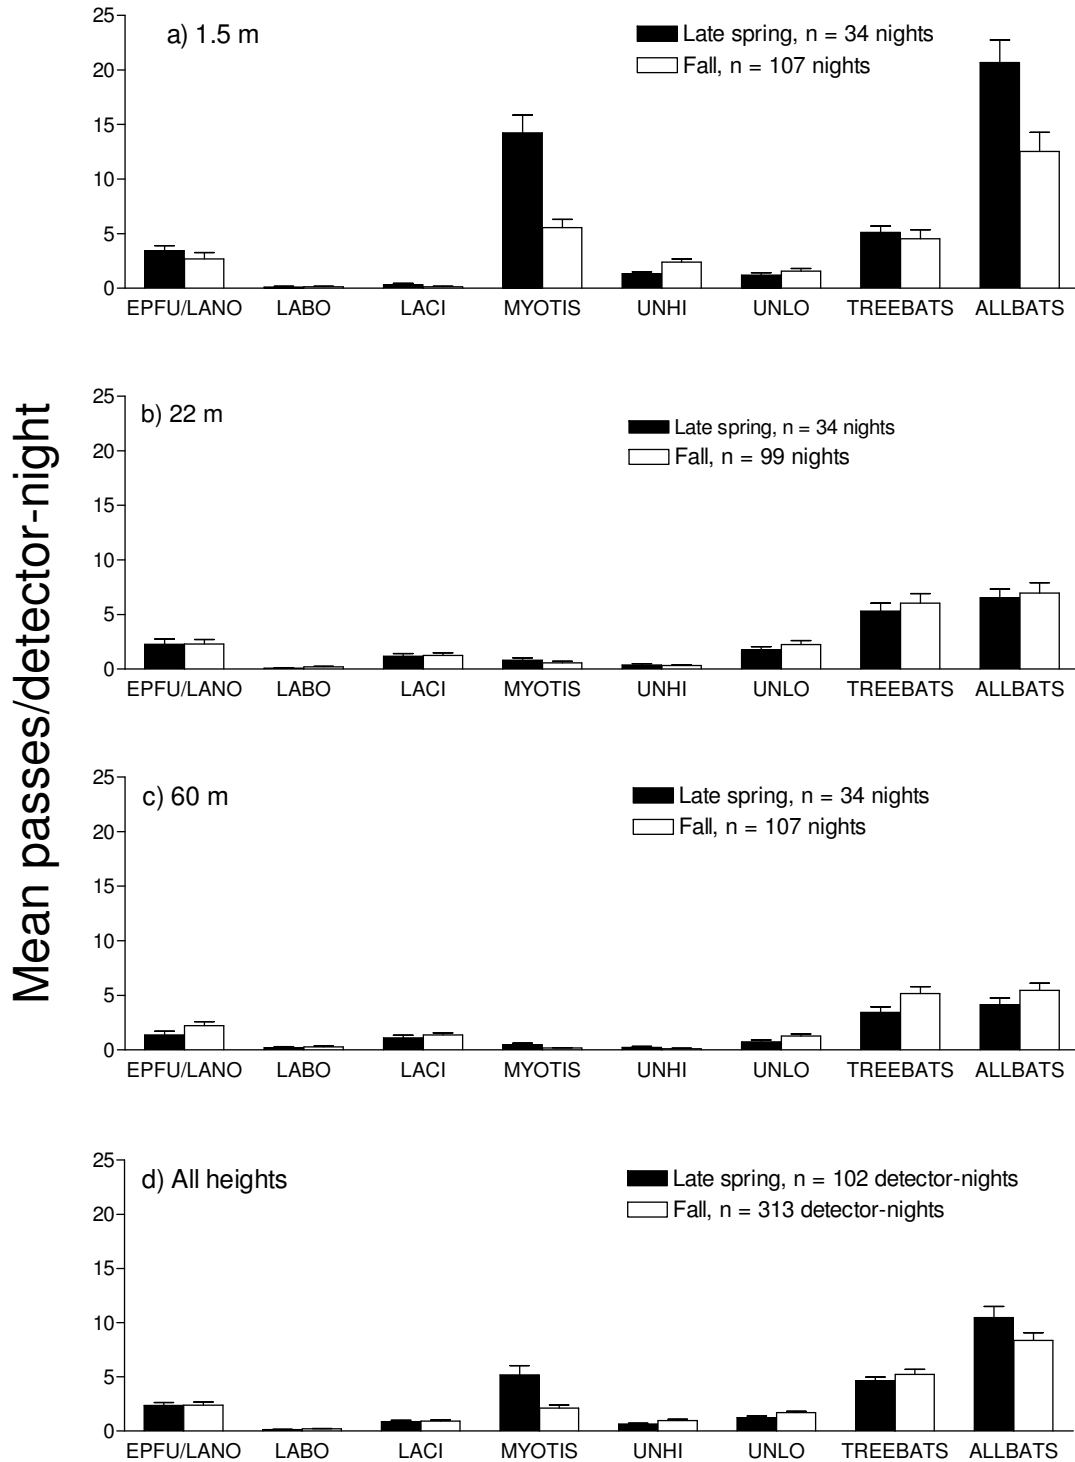 Mean passes/detector-night
a) 1.5 m
Late spring, n = 34 nights
Fall, n = 107 nights
25
20
15
10
5
0
EPFU/LANO LABO LACI MYOTIS UNHI UNLO TREEBATS ALLBATS
b) 22 m
Late spring, n = 34 nights
Fall, n = 99 nights
25
20
15
10
5
0
EPFU/LANO LABO LACI MYOTIS UNHI UNLO TREEBATS ALLBATS
c) 60 m
Late spring, n = 34 nights
Fall, n = 107 nights
25
20
15
10
5
0
EPFU/LANO LABO LACI MYOTIS UNHI UNLO TREEBATS ALLBATS
d) All heights
Late spring, n = 102 detector-nights
Fall, n = 313 detector-nights
25
20
15
10
5
0
EPFU/LANO LABO LACI MYOTIS UNHI UNLO TREEBATS ALLBATS